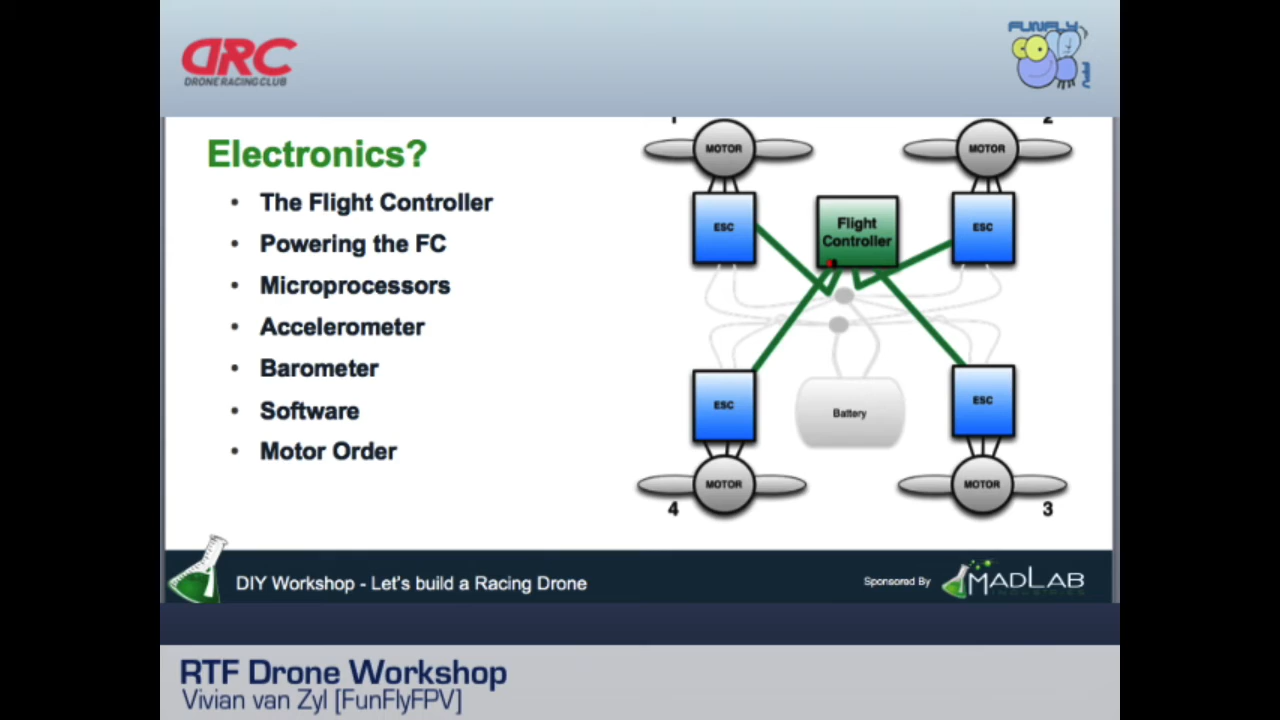 DRC
DRONE RACING CLUB
FUNFLY
Electronics?
• The Flight Controller
• Powering the FC
• Microprocessors
• Accelerometer
• Barometer
• Software
• Motor Order
1
2
MOTOR
MOTOR
ESC
Flight
Controller
ESC
ESC
Battery
ESC
MOTOR
MOTOR
4
3
DIY Workshop - Let's build a Racing Drone
Sponsored By
MADLAB
INDUSTRIES
RTF Drone Workshop
Vivian van Zyl [FunFlyFPV]